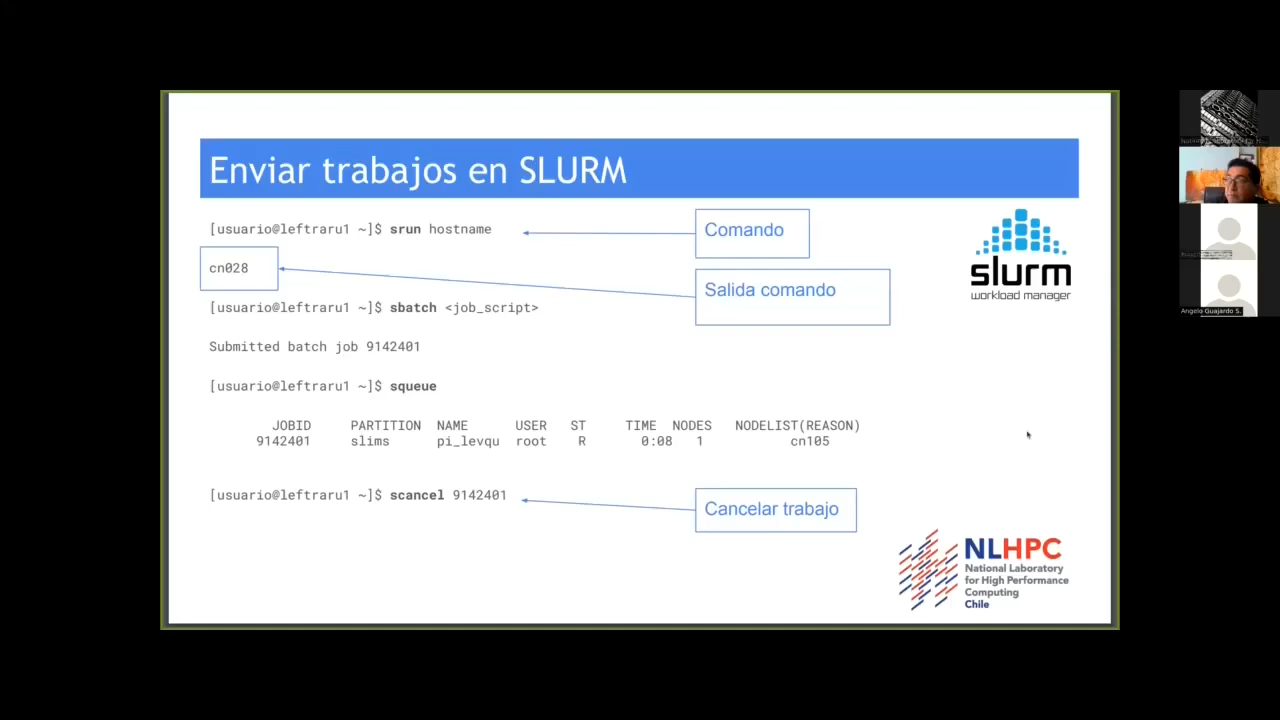 Enviar trabajos en SLURM
[usuario@leftraru1 ~]$ srun hostname
Comando
cn028
Salida comando
slurm
workload manager
[usuario@leftraru1 ~]$ sbatch <job_script>
Submitted batch job 9142401
[usuario@leftraru1 ~]$ squeue
JOBID PARTITION NAME USER ST TIME NODES NODELIST(REASON)
9142401 slims pi_levqu root R 0:08 1 cn105
[usuario@leftraru1 ~]$ scancel 9142401
Cancelar trabajo
NLHPC
National Laboratory
for High Performance
Computing
Chile
Angelo Guajardo S.